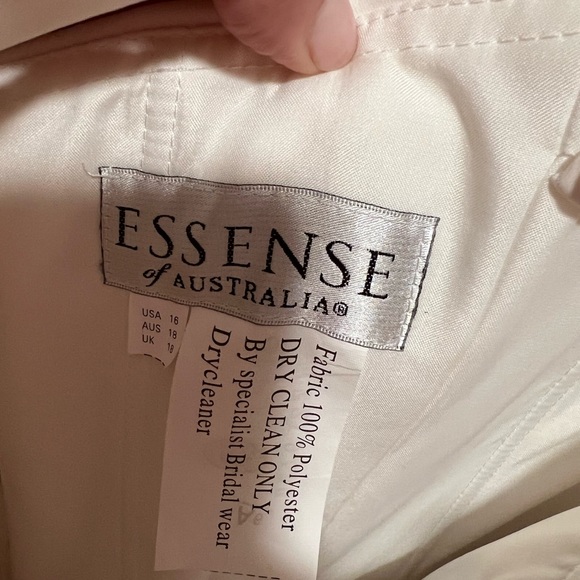 ESSENSE
of AUSTRALIA®
USA 16
AUS 18
UK 18
Fabric 100% Polyester
DRY CLEAN ONLY
By specialist Bridal wear
Drycleaner